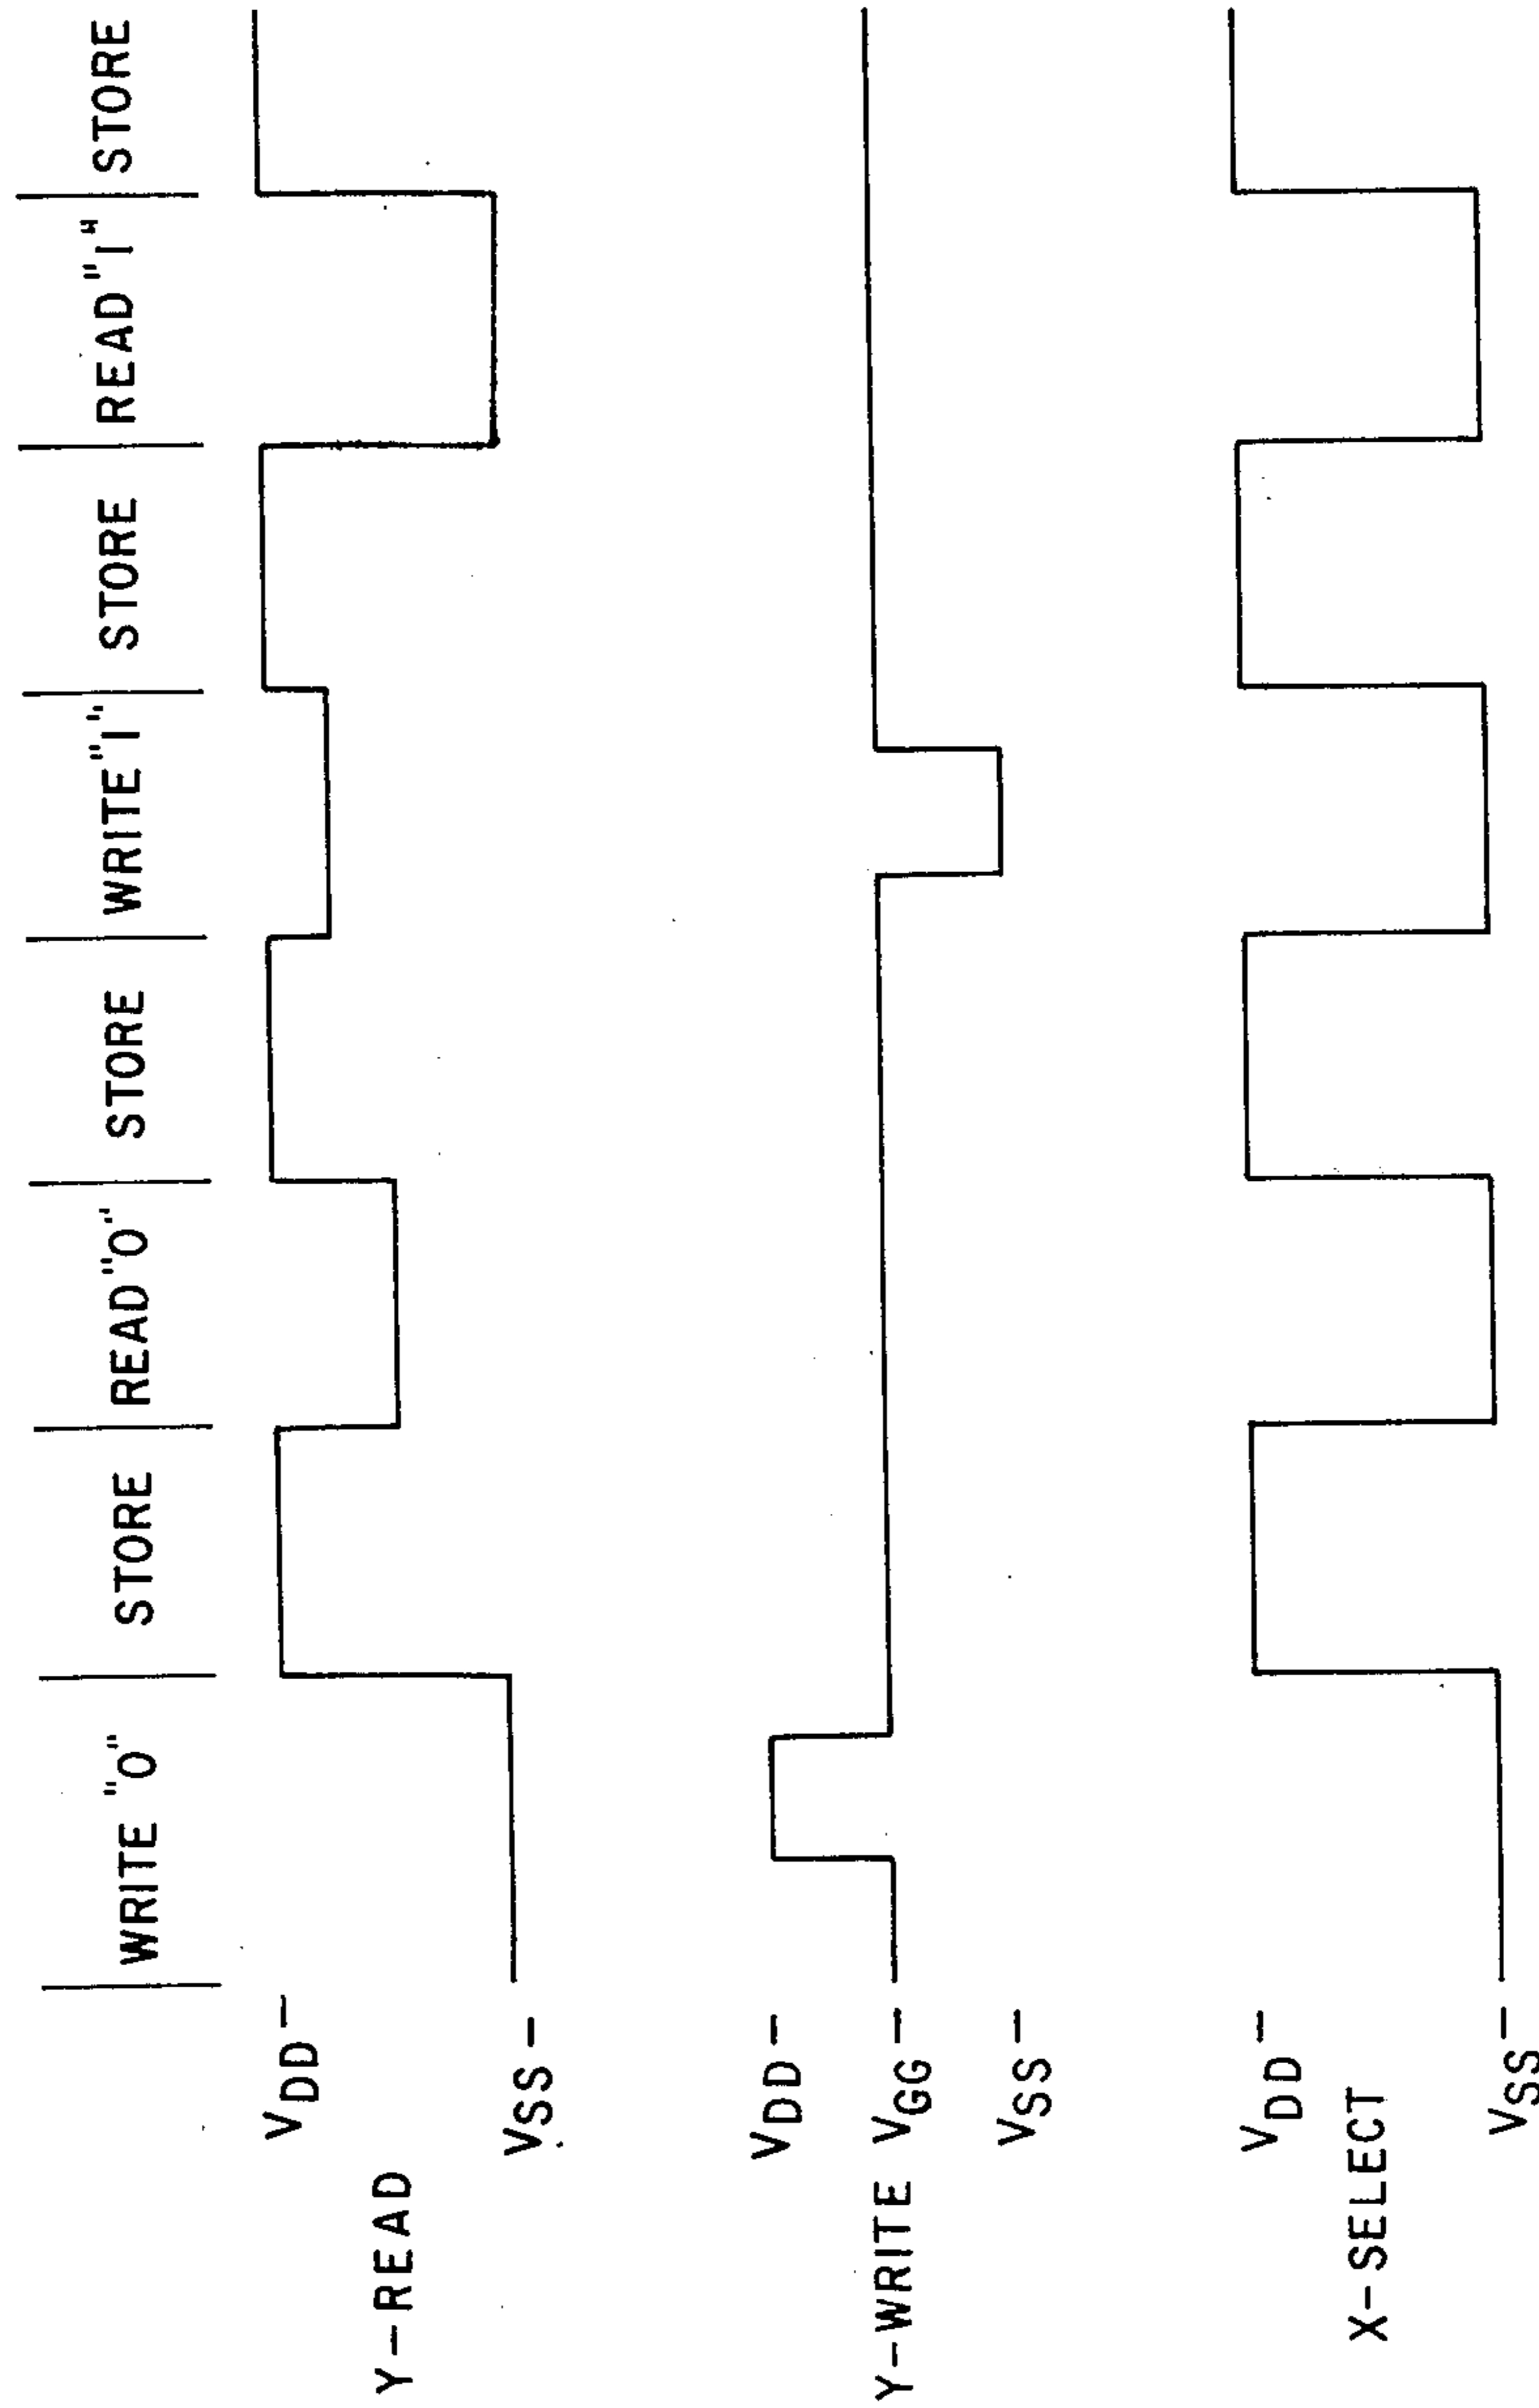 WRITE "0" STORE READ"0" STORE WRITE"1" STORE READ"1" STORE
VDD
Y-READ
VSS
VDD
Y-WRITE VGG
VSS
VDD
X-SELECT
VSS